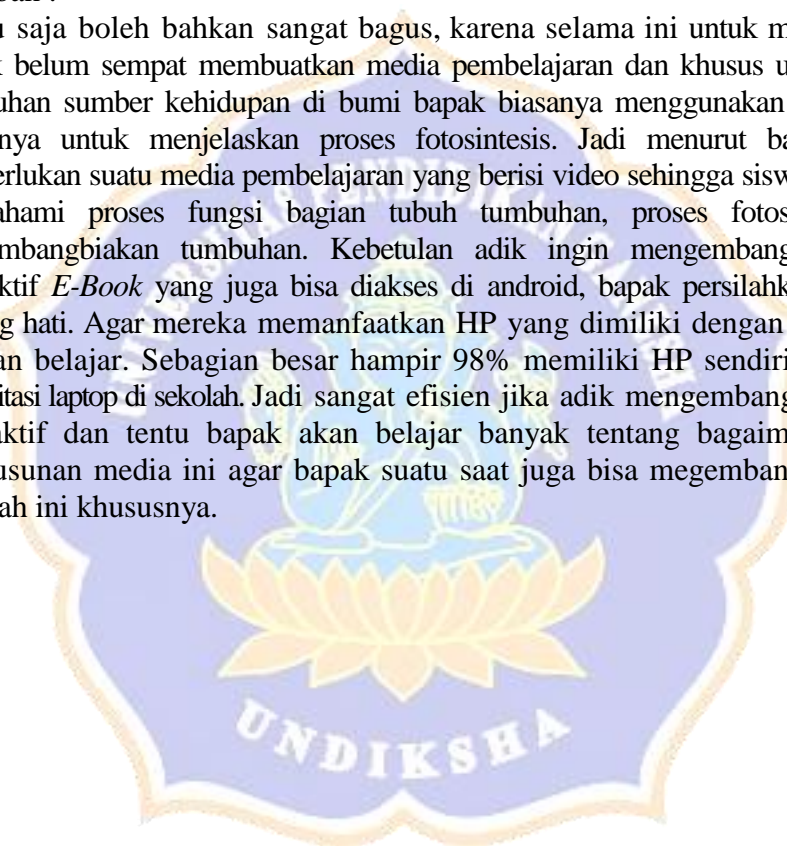 u saja boleh bahkan sangat bagus, karena selama ini untuk m
k belum sempat membuatkan media pembelajaran dan khusus u
uhan sumber kehidupan di bumi bapak biasanya menggunakan
nya untuk menjelaskan proses fotosintesis. Jadi menurut ba
erlukan suatu media pembelajaran yang berisi video sehingga sisw
ahami proses fungsi bagian tubuh tumbuhan, proses fotos
mbangbiakan tumbuhan. Kebetulan adik ingin mengembang
ktif E-Book yang juga bisa diakses di android, bapak persilahk
g hati. Agar mereka memanfaatkan HP yang dimiliki dengan
an belajar. Sebagian besar hampir 98% memiliki HP sendiri
itasi laptop di sekolah. Jadi sangat efisien jika adik mengembang
aktif dan tentu bapak akan belajar banyak tentang bagaim
usunan media ini agar bapak suatu saat juga bisa megemban
ah ini khususnya.
UNIVERSITAS PENDIDIKAN GANESHA
UNDIKSHA